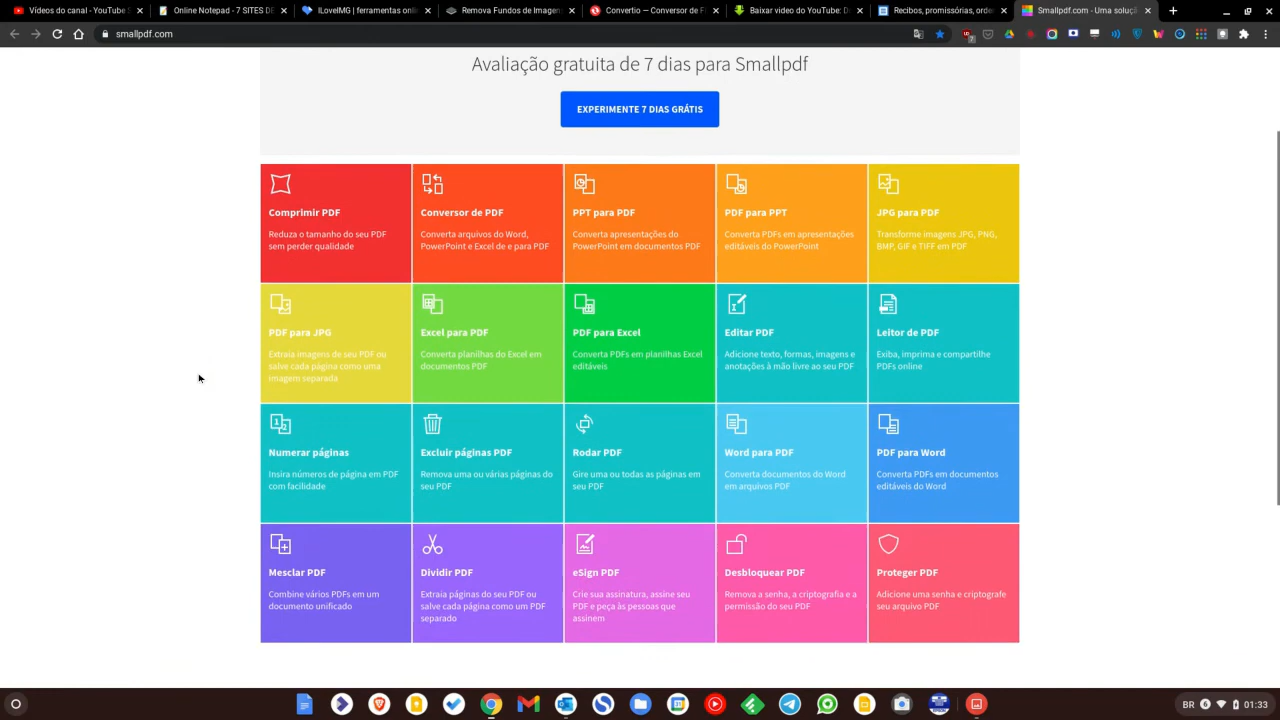 Vídeos do canal - YouTube S
Online Notepad - 7 SITES DE
ILoveIMG | ferramentas onlin
Remova Fundos de Imagens
Convertio — Conversor de Fi
Baixar video do YouTube: Do
Recibos, promissórias, orde
Smallpdf.com - Uma soluçã
smallpdf.com
Avaliação gratuita de 7 dias para Smallpdf
EXPERIMENTE 7 DIAS GRÁTIS
Comprimir PDF
Reduza o tamanho do seu PDF
sem perder qualidade
Conversor de PDF
Converta arquivos do Word,
PowerPoint e Excel de e para PDF
PPT para PDF
Converta apresentações do
PowerPoint em documentos PDF
PDF para PPT
Converta PDFs em apresentações
editáveis do PowerPoint
JPG para PDF
Transforme imagens JPG, PNG,
BMP, GIF e TIFF em PDF
PDF para JPG
Extraia imagens do seu PDF ou
salve cada página como uma
imagem separada
Excel para PDF
Converta planilhas do Excel em
documentos PDF
PDF para Excel
Converta PDFs em planilhas Excel
editáveis
Editar PDF
Adicione texto, formas, imagens e
anotações à mão livre ao seu PDF
Leitor de PDF
Exiba, imprima e compartilhe
PDFs online
Numerar páginas
Insira números de página em PDF
com facilidade
Excluir páginas PDF
Remova uma ou várias páginas do
seu PDF
Rodar PDF
Gire uma ou todas as páginas em
seu PDF
Word para PDF
Converta documentos do Word
em arquivos PDF
PDF para Word
Converta PDFs em documentos
editáveis do Word
Mesclar PDF
Combine vários PDFs em um
documento unificado
Dividir PDF
Extraia páginas do seu PDF ou
salve cada página como um PDF
separado
eSign PDF
Crie sua assinatura, assine seu
PDF e peça às pessoas que
assinem
Desbloquear PDF
Remova a senha, a criptografia e a
permissão do seu PDF
Proteger PDF
Adicione uma senha e criptografe
seu arquivo PDF
BR 6 01:33